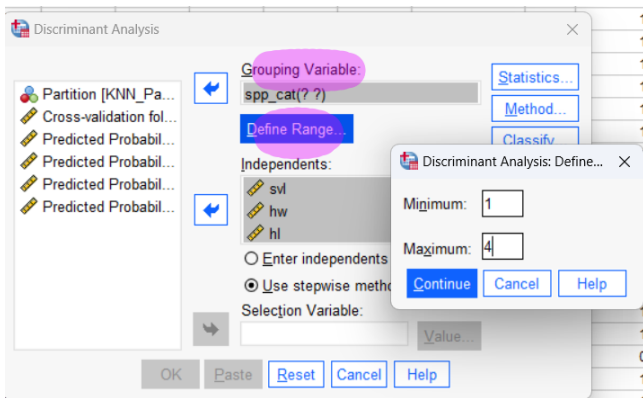 Discriminant Analysis
Grouping Variable:
spp_cat(? ?)
Define Range...
Statistics...
Method...
Classify
Partition [KNN_Pa...
Cross-validation fol...
Predicted Probabil...
Predicted Probabil...
Predicted Probabil...
Predicted Probabil...
Independents:
svl
hw
hl
Enter independents
Use stepwise metho
Selection Variable:
Value...
OK
Paste
Reset
Cancel
Help
Discriminant Analysis: Define...
Minimum:
1
Maximum:
4
Continue
Cancel
Help